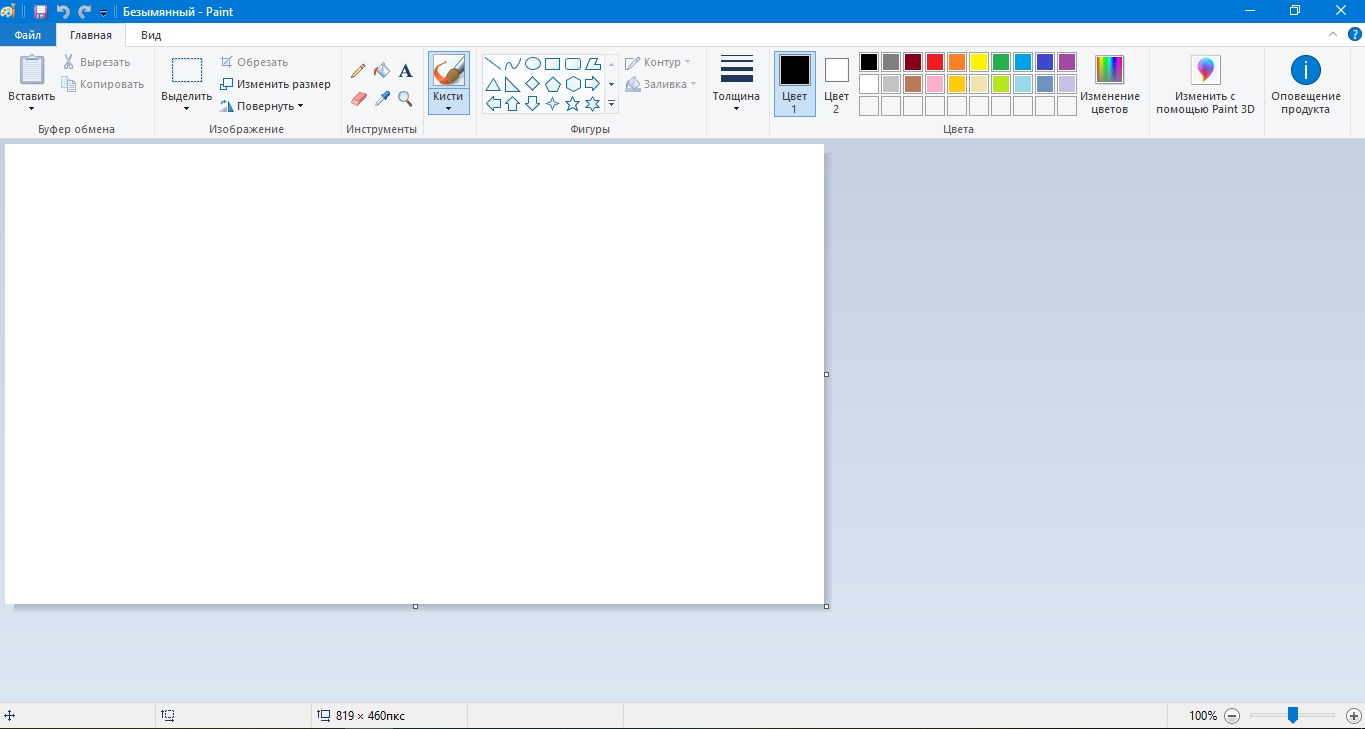 Безымянный - Paint
Файл Главная Вид
Вставить
Вырезать
Копировать
Буфер обмена
Выделить
Обрезать
Изменить размер
Повернуть
Изображение
A
Инструменты
Кисти
Контур
Заливка
Фигуры
Толщина
Цвет
1
Цвет
2
Изменение
цветов
Цвета
Изменить с
помощью Paint 3D
Оповещение
продукта
819 × 460пкс
100%